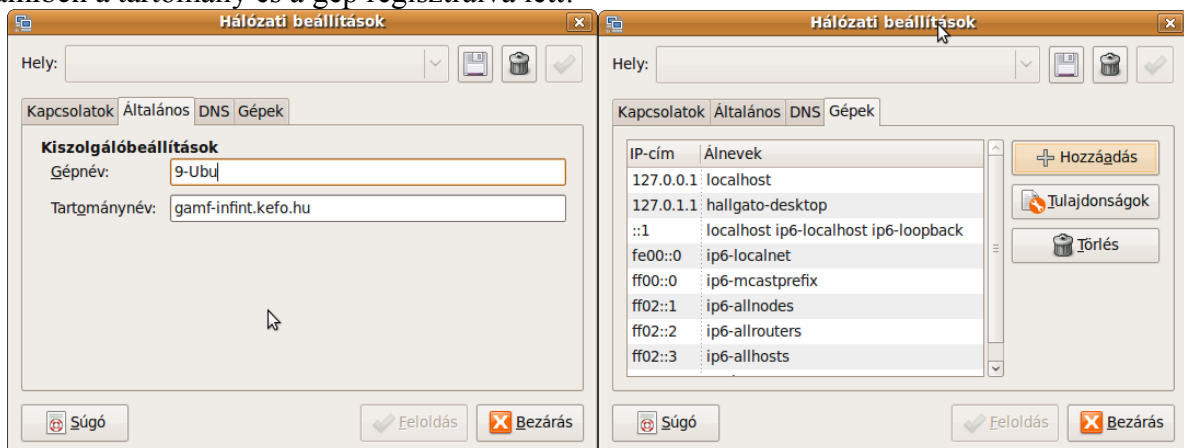 Hálózati beállítások
Hely:
Kapcsolatok Általános DNS Gépek
Kiszolgálóbeállítások
Gépnév: 9-Ubu
Tartománynév: gamf-infint.kefo.hu
Súgó Feloldás Bezárás
Hálózati beállítások
Hely:
Kapcsolatok Általános DNS Gépek
IP-cím Álnevek
127.0.0.1 localhost
127.0.1.1 hallgato-desktop
::1 localhost ip6-localhost ip6-loopback
fe00::0 ip6-localnet
ff00::0 ip6-mcastprefix
ff02::1 ip6-allnodes
ff02::2 ip6-allrouters
ff02::3 ip6-allhosts
Hozzáadás
Tulajdonságok
Törlés
Súgó Feloldás Bezárás